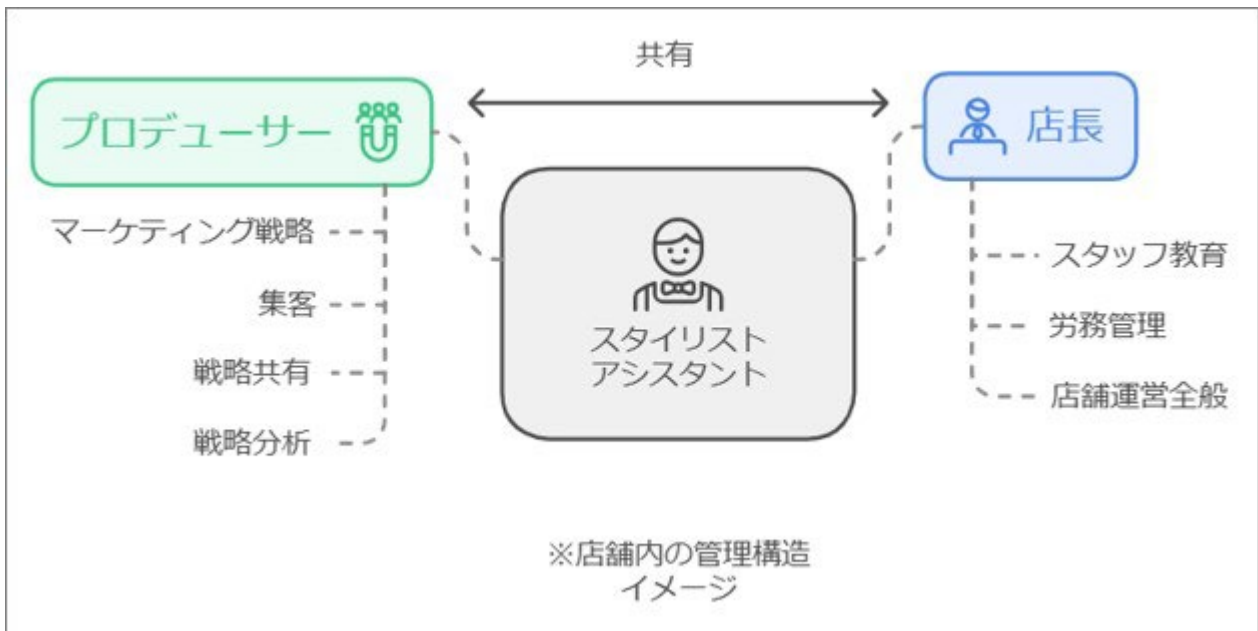 共有
プロデューサー
店長
マーケティング戦略
集客
戦略共有
戦略分析
スタイリスト
アシスタント
スタッフ教育
労務管理
店舗運営全般
※店舗内の管理構造
イメージ